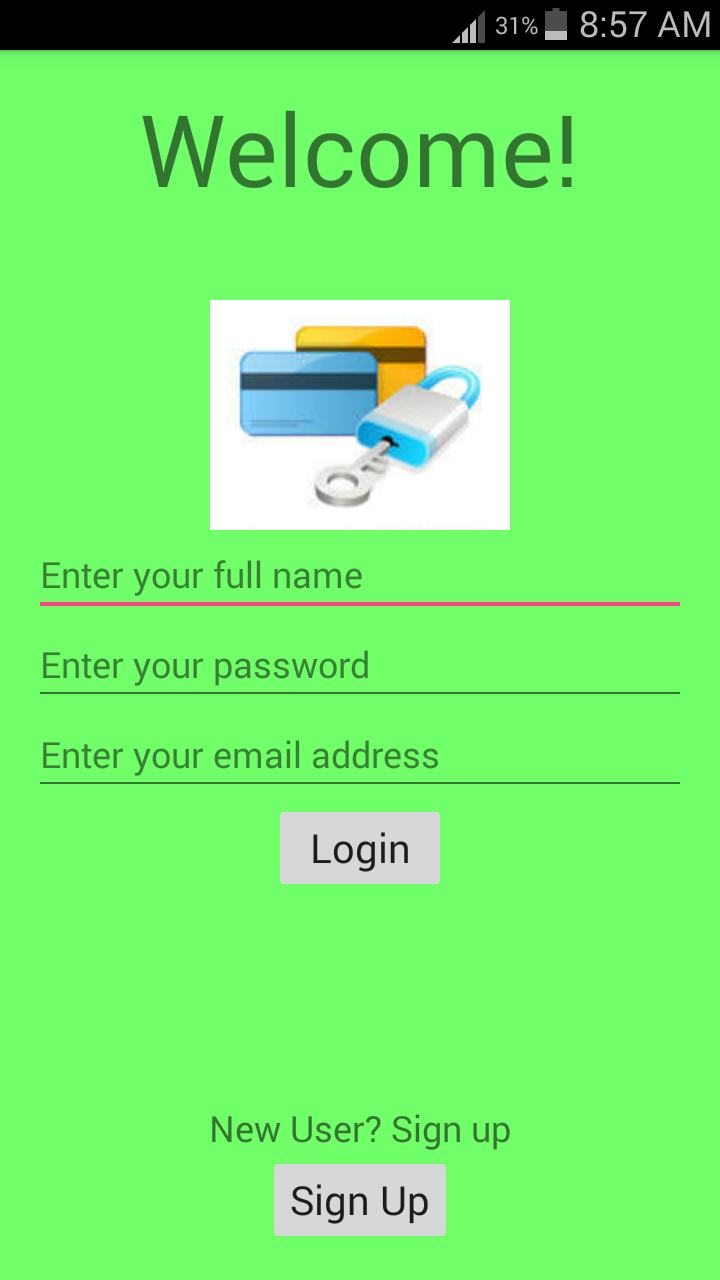 31% 8:57 AM
Welcome!
Enter your full name
Enter your password
Enter your email address
Login
New User? Sign up
Sign Up